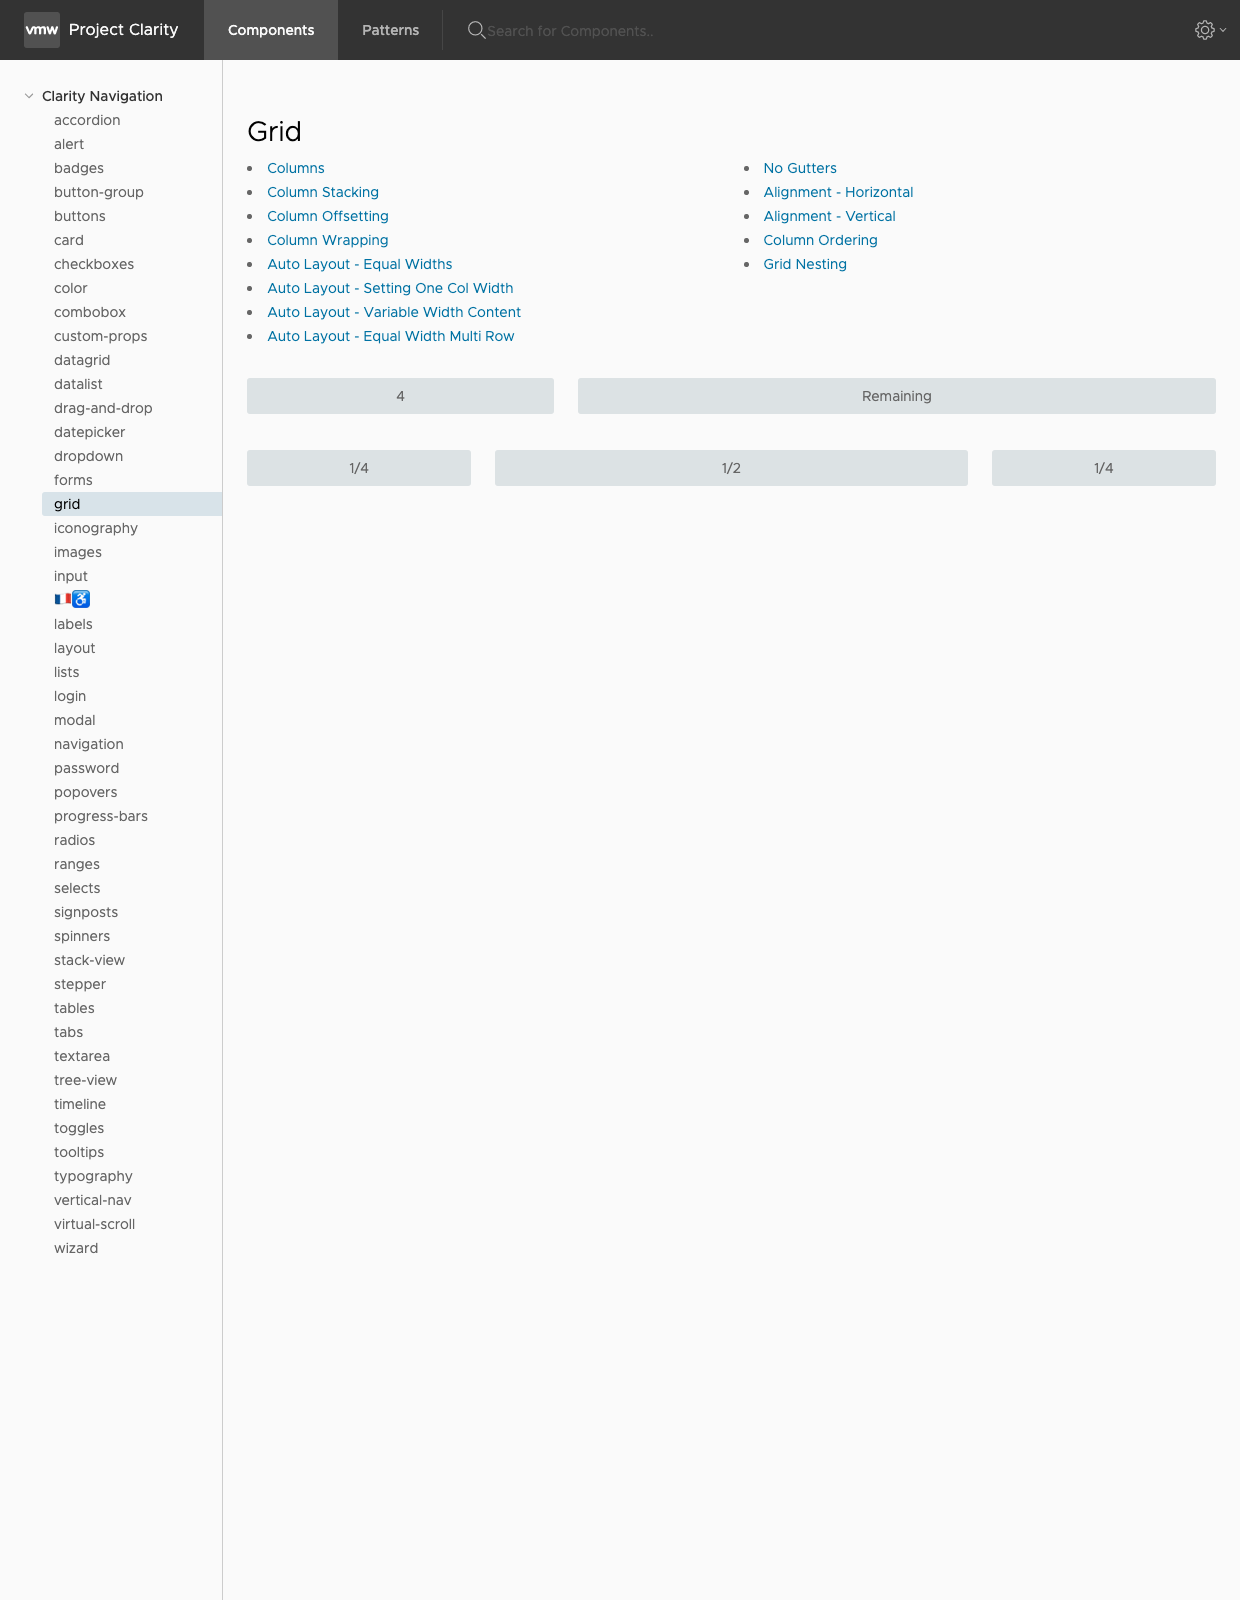 vmw Project Clarity Components Patterns Search for Components..
Clarity Navigation
accordion
alert
badges
button-group
buttons
card
checkboxes
color
combobox
custom-props
datagrid
datalist
drag-and-drop
datepicker
dropdown
forms
grid
iconography
images
input
🇫🇷♿
labels
layout
lists
login
modal
navigation
password
popovers
progress-bars
radios
ranges
selects
signposts
spinners
stack-view
stepper
tables
tabs
textarea
tree-view
timeline
toggles
tooltips
typography
vertical-nav
virtual-scroll
wizard
Grid
Columns
Column Stacking
Column Offsetting
Column Wrapping
Auto Layout - Equal Widths
Auto Layout - Setting One Col Width
Auto Layout - Variable Width Content
Auto Layout - Equal Width Multi Row
No Gutters
Alignment - Horizontal
Alignment - Vertical
Column Ordering
Grid Nesting
4 Remaining
1/4 1/2 1/4